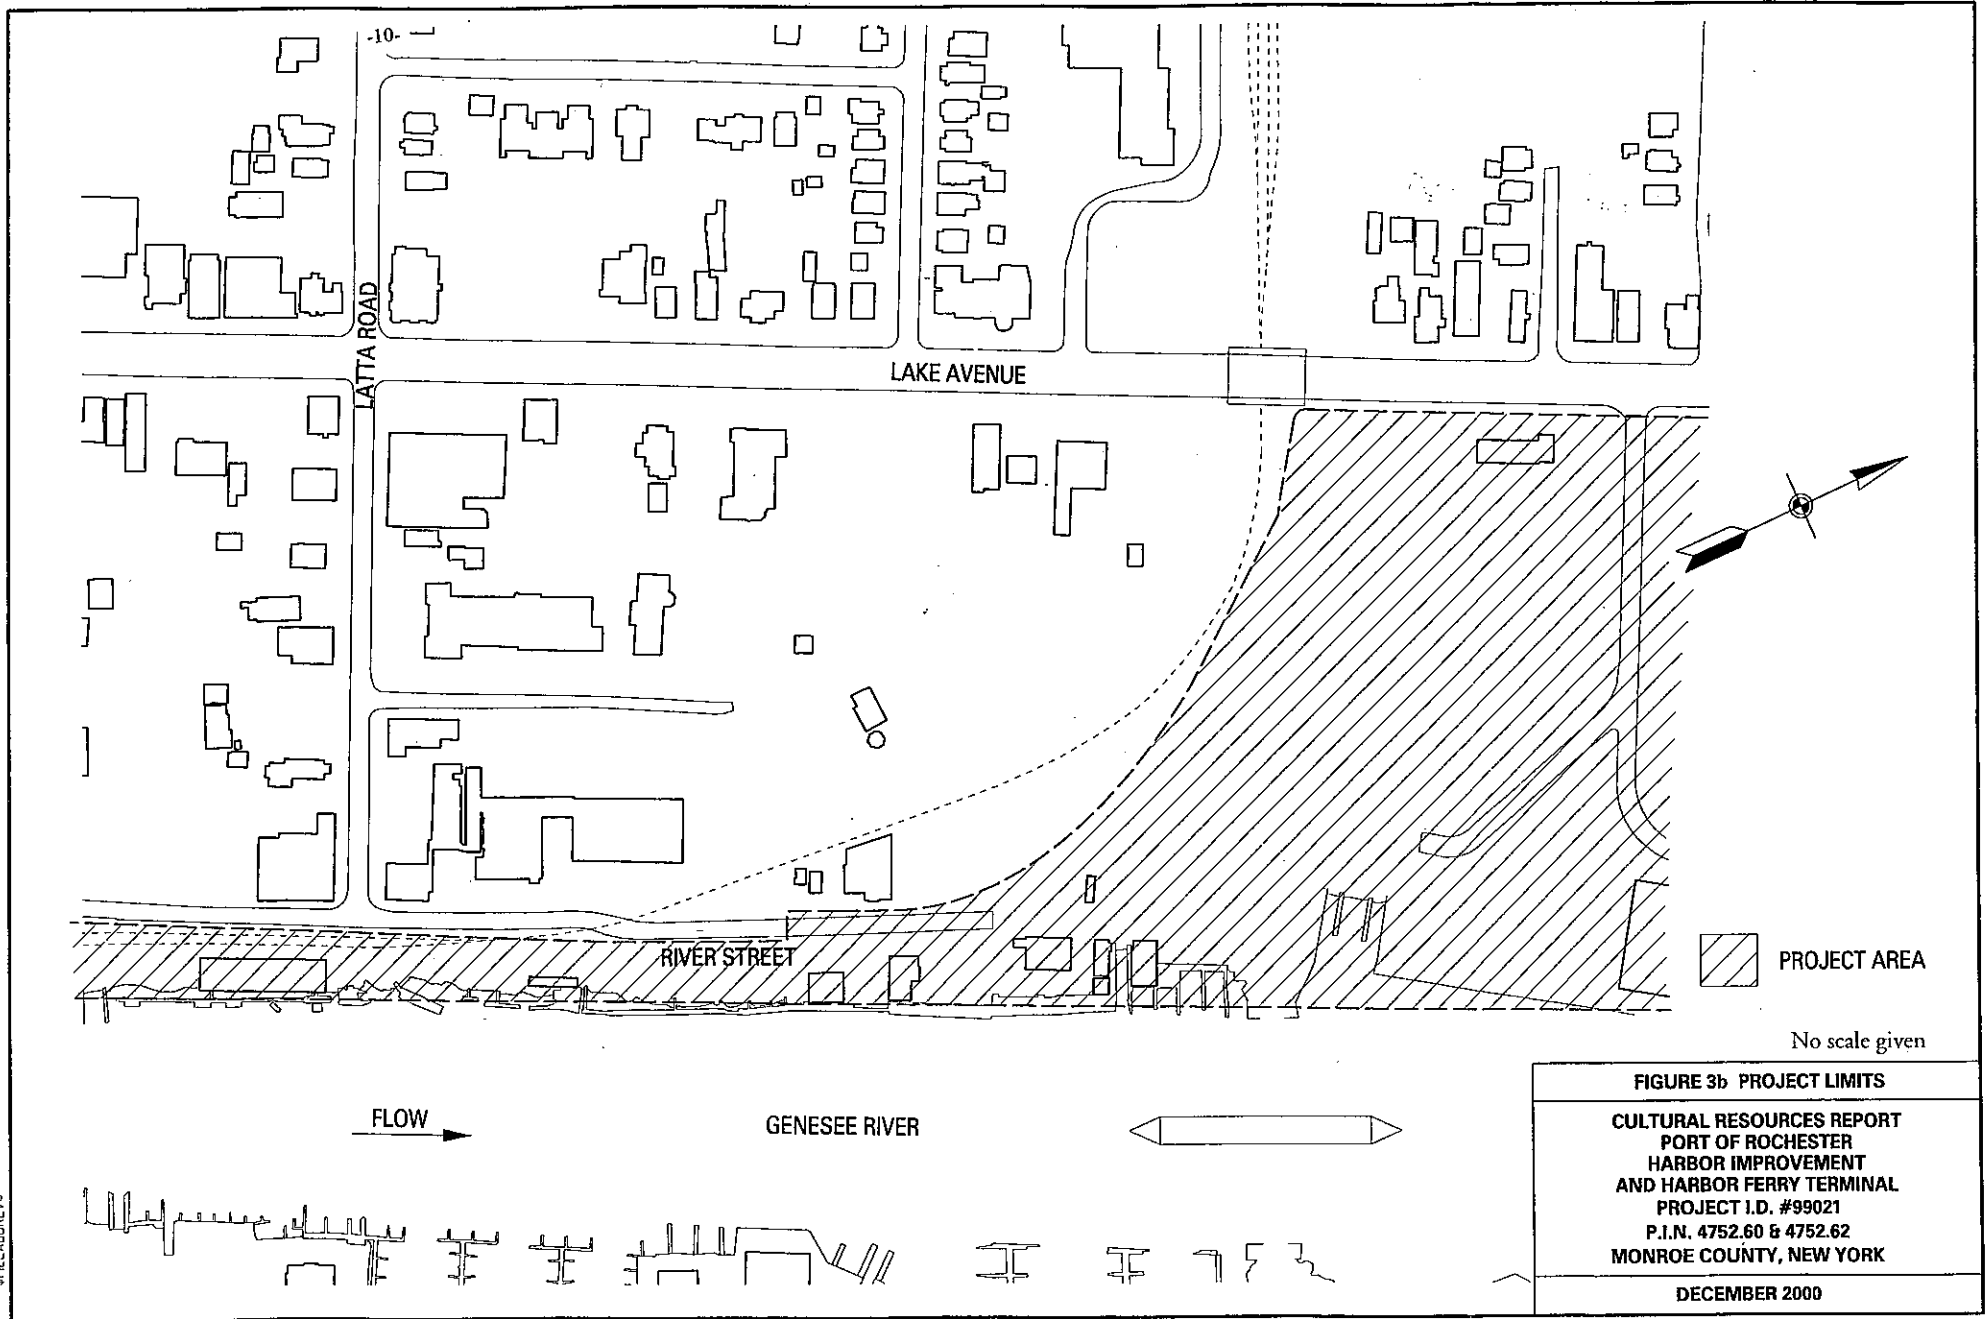 -10-
LATTA ROAD
LAKE AVENUE
RIVER STREET
PROJECT AREA
No scale given
FLOW
GENESEE RIVER
FIGURE 3b PROJECT LIMITS
CULTURAL RESOURCES REPORT
PORT OF ROCHESTER
HARBOR IMPROVEMENT
AND HARBOR FERRY TERMINAL
PROJECT I.D. #99021
P.I.N. 4752.60 & 4752.62
MONROE COUNTY, NEW YORK
DECEMBER 2000